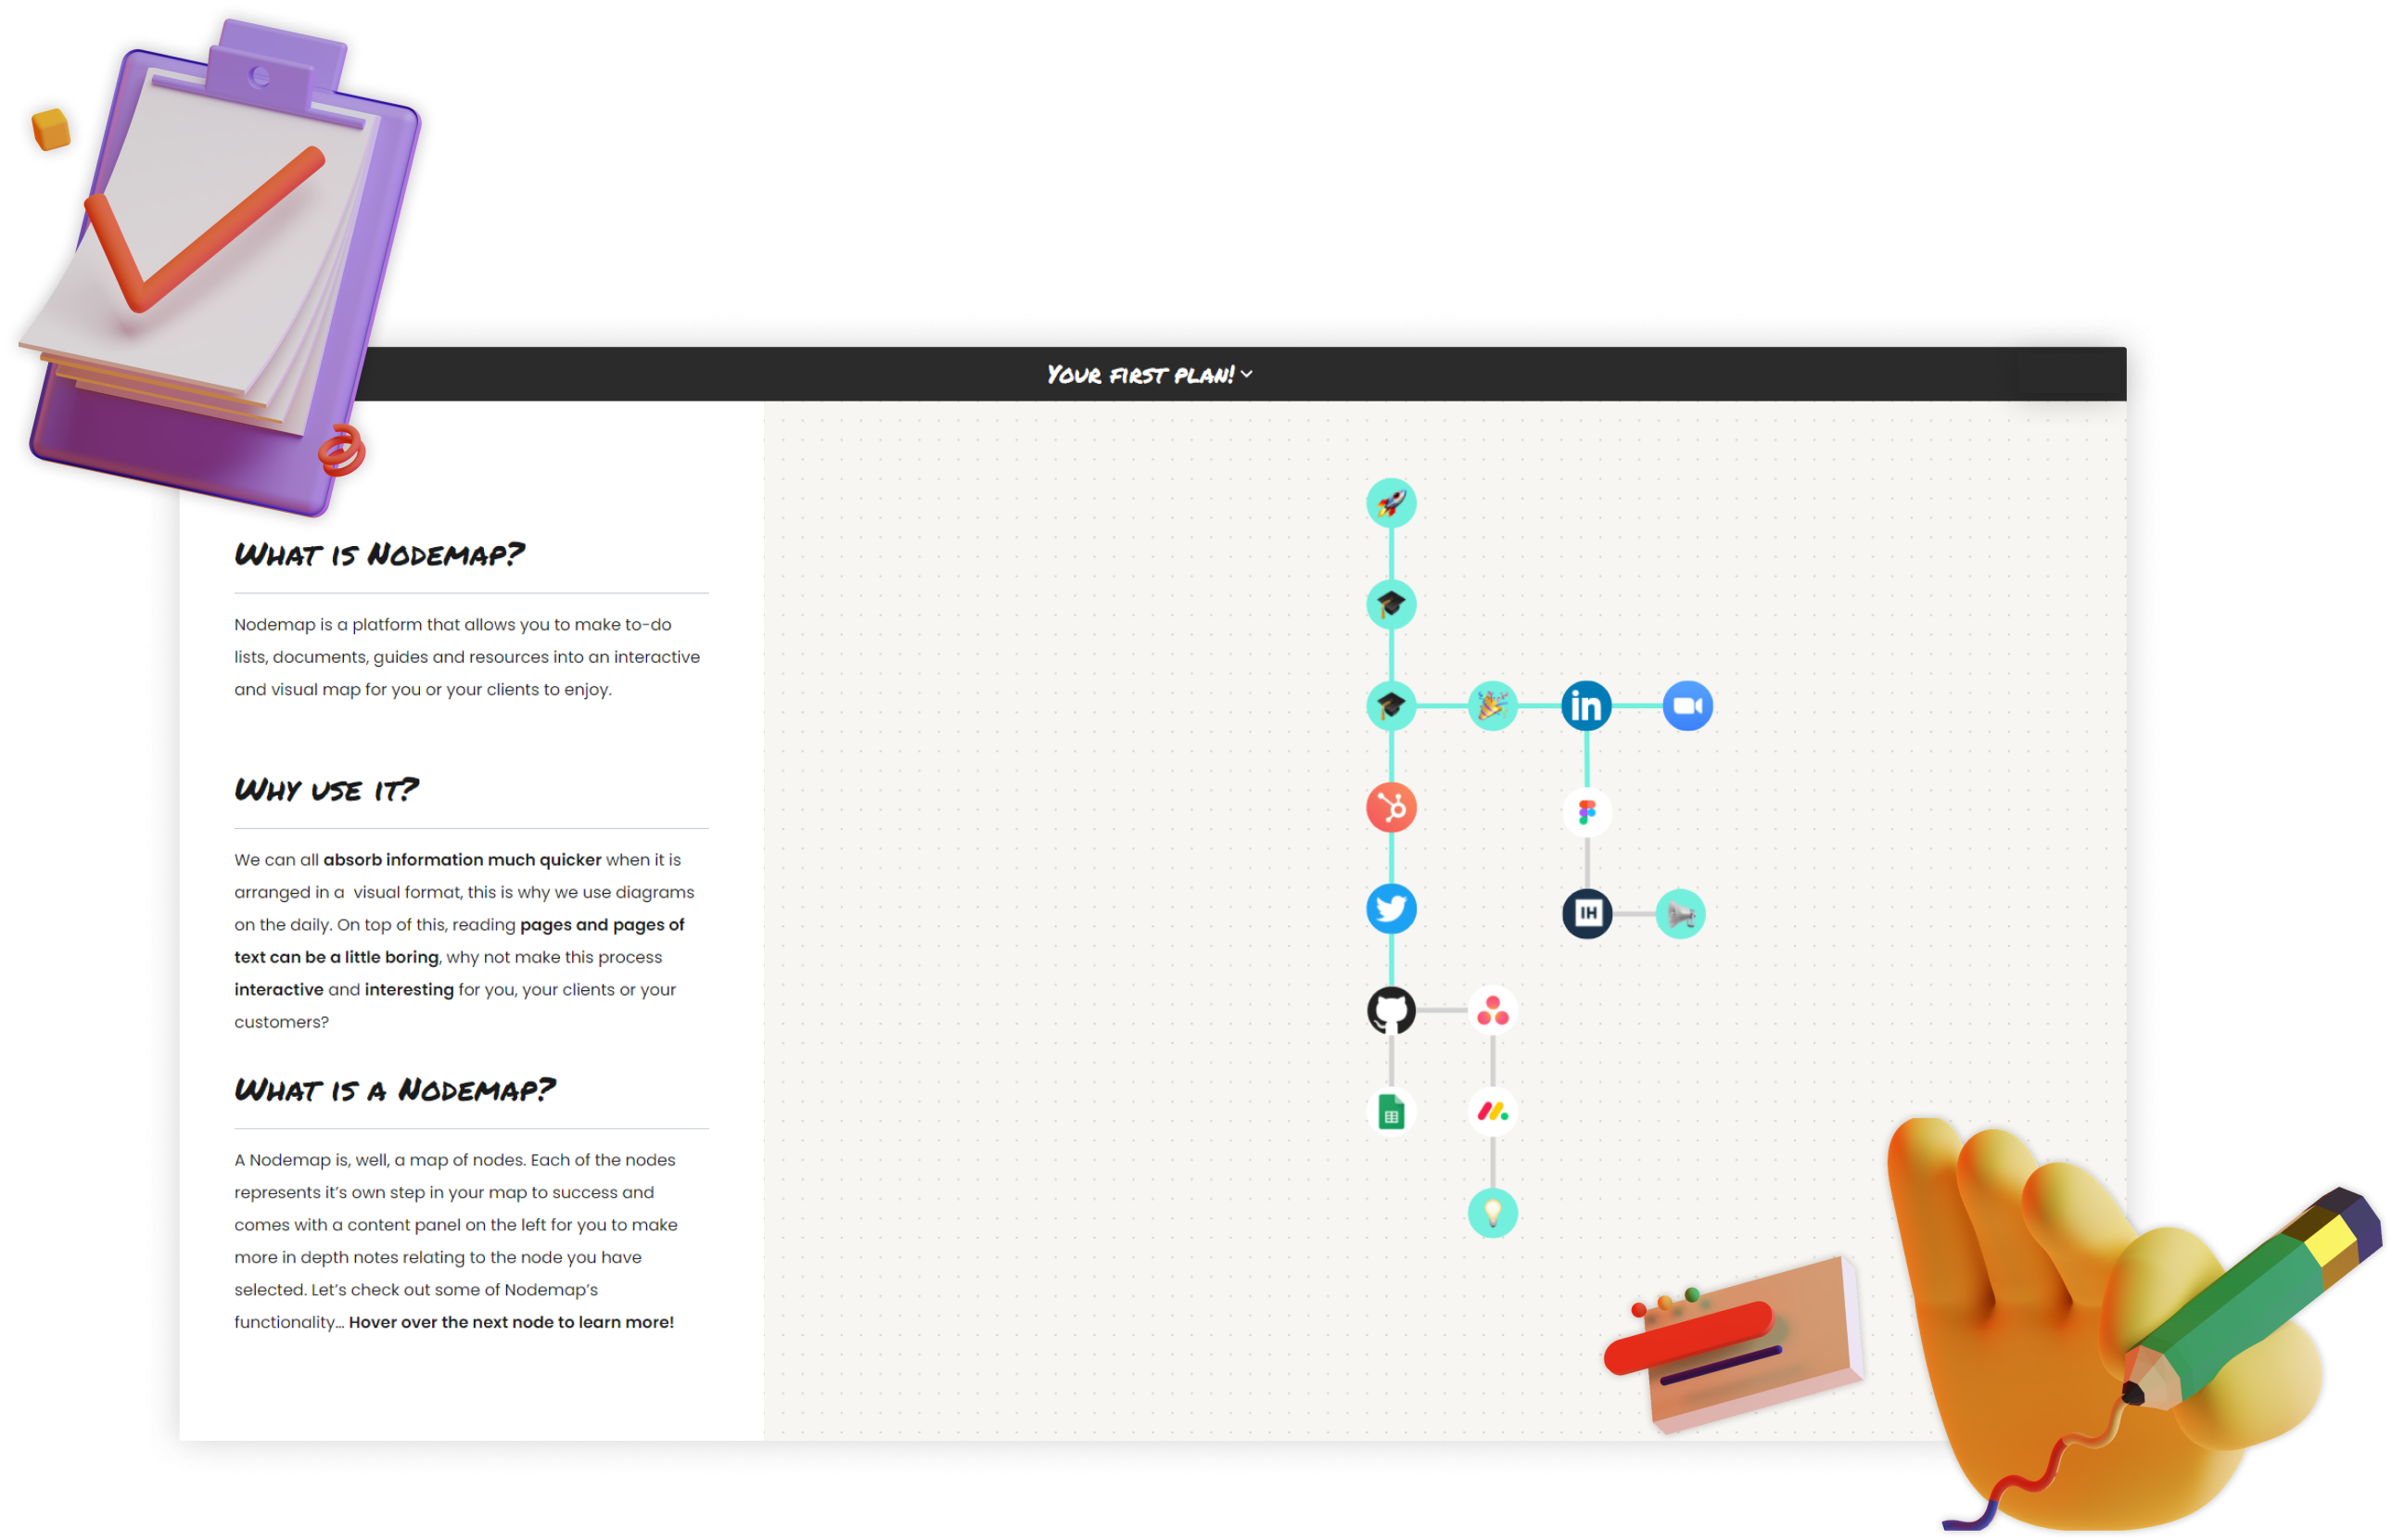 Your first plan!
What is Nodemap?
Nodemap is a platform that allows you to make to-do
lists, documents, guides and resources into an interactive
and visual map for you or your clients to enjoy.
Why use it?
We can all absorb information much quicker when it is
arranged in a visual format, this is why we use diagrams
on the daily. On top of this, reading pages and pages of
text can be a little boring, why not make this process
interactive and interesting for you, your clients or your
customers?
What is a Nodemap?
A Nodemap is, well, a map of nodes. Each of the nodes
represents it’s own step in your map to success and
comes with a content panel on the left for you to make
more in depth notes relating to the node you have
selected. Let’s check out some of Nodemap’s
functionality... Hover over the next node to learn more!
in
IH